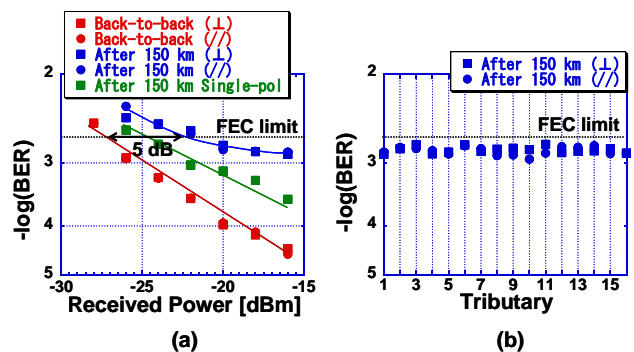 Back-to-back (⊥)
Back-to-back (//)
After 150 km (⊥)
After 150 km (//)
After 150 km Single-pol
2
3
4
5
-log(BER)
FEC limit
5 dB
-30
-25
-20
-15
Received Power [dBm]
(a)
After 150 km (⊥)
After 150 km (//)
2
3
4
5
-log(BER)
FEC limit
1 3 5 7 9 11 13 15
Tributary
(b)